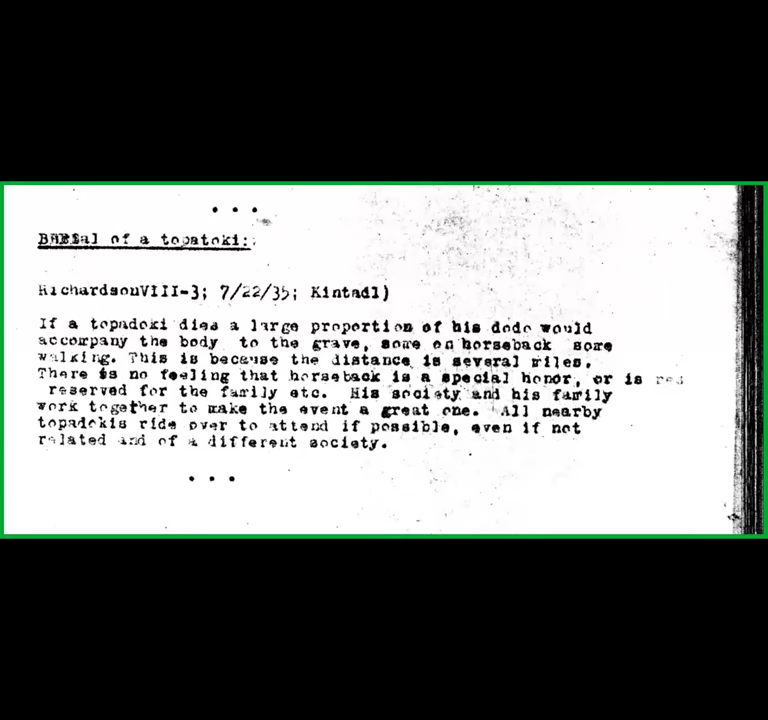 • • •
Burial of a topatoki:
RichardsonVIII-3; 7/22/35; Kintadl)
If a topadoki dies a large proportion of his dodo would
accompany the body to the grave, some on horseback some
walking. This is because the distance is several miles.
There is no feeling that horseback is a special honor, or is res
reserved for the family etc. His society and his family
work together to make the event a great one. All nearby
topadokis ride over to attend if possible, even if not
related and of a different society.
• • •